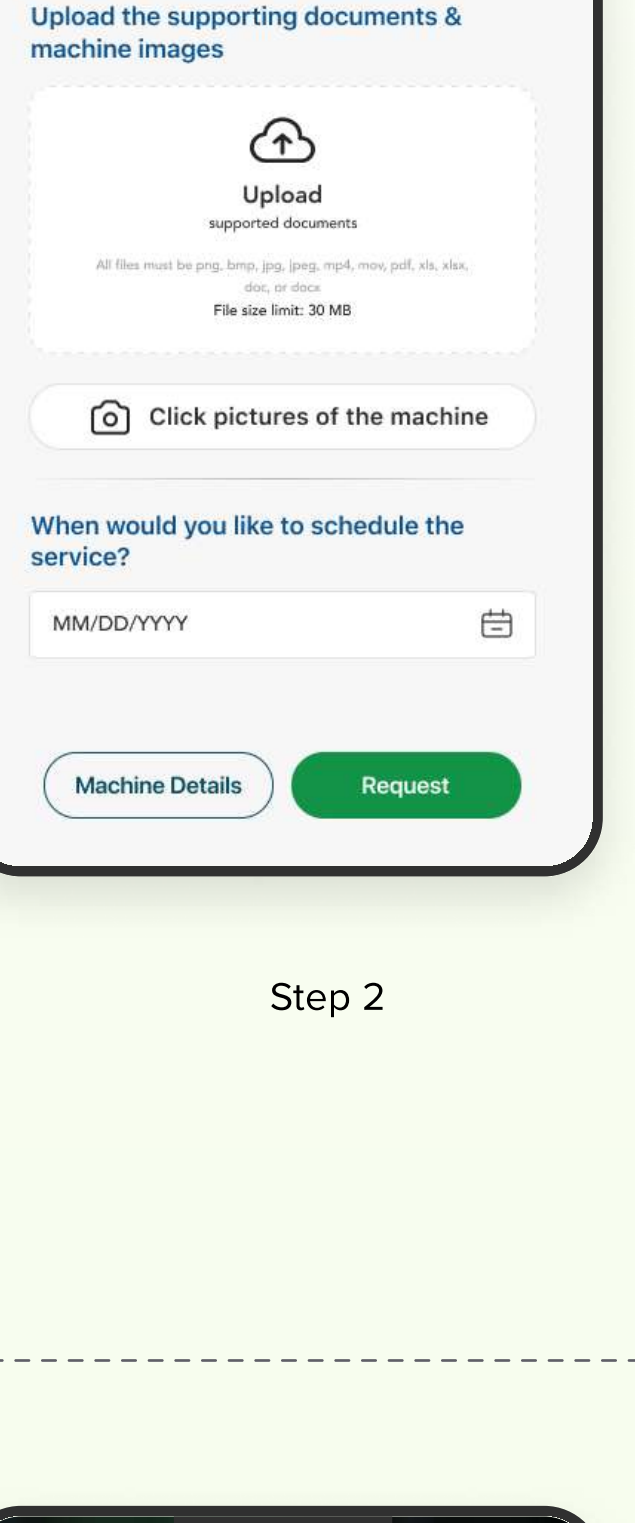 Upload the supporting documents &
machine images
Upload
supported documents
All files must be png, bmp, jpg, jpeg, mp4, mov, pdf, xls, xlsx,
doc, or docx
File size limit: 30 MB
Click pictures of the machine
When would you like to schedule the
service?
MM/DD/YYYY
Machine Details
Request
Step 2